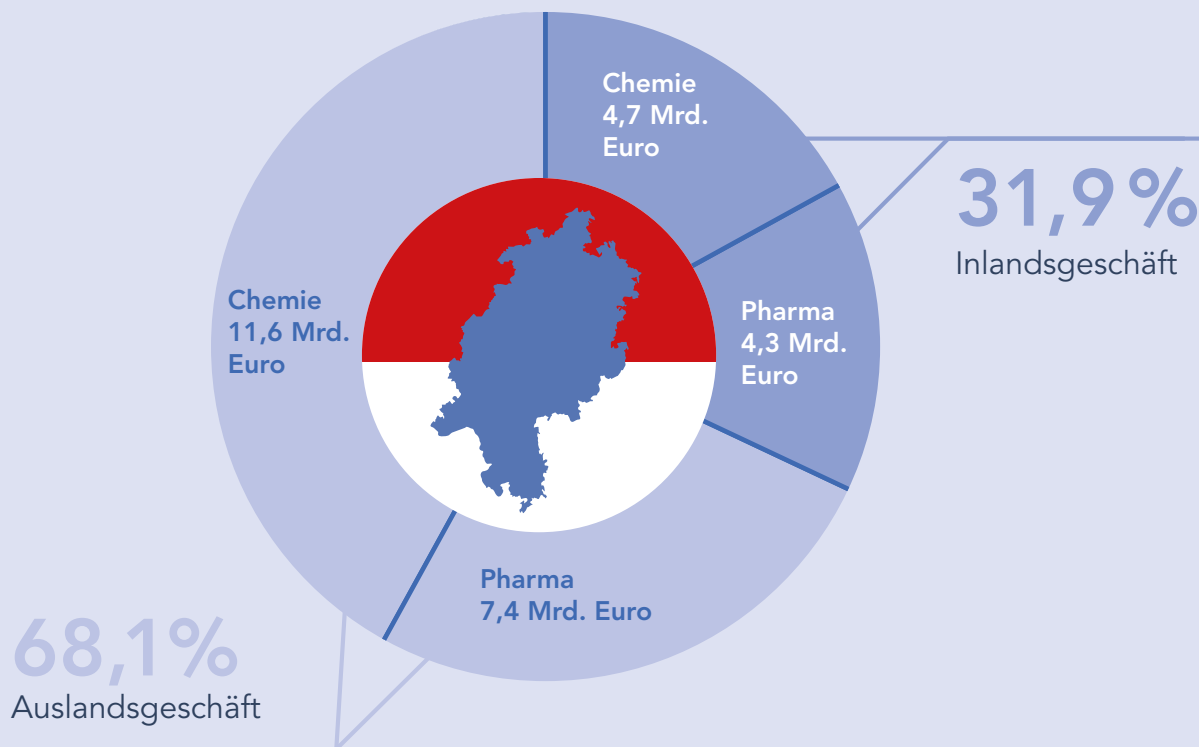 Chemie
4,7 Mrd.
Euro
31,9 %
Inlandsgeschäft
Pharma
4,3 Mrd.
Euro
Chemie
11,6 Mrd.
Euro
Pharma
7,4 Mrd. Euro
68,1%
Auslandsgeschäft